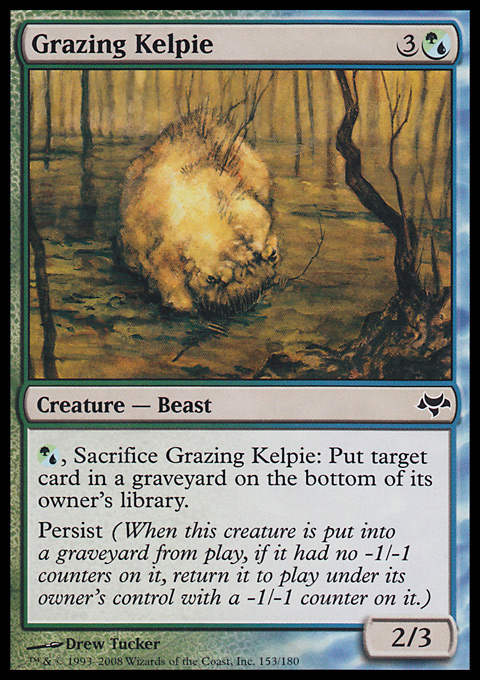 Grazing Kelpie 3
Creature — Beast
, Sacrifice Grazing Kelpie: Put target
card in a graveyard on the bottom of its
owner's library.
Persist (When this creature is put into
a graveyard from play, if it had no -1/-1
counters on it, return it to play under its
owner's control with a -1/-1 counter on it.)
Drew Tucker
2/3
™ & © 1993–2008 Wizards of the Coast, Inc. 153/180